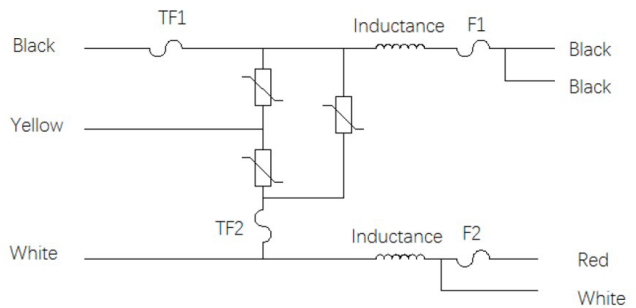 TF1
Inductance
F1
Black
Black
Black
Yellow
TF2
Inductance
F2
White
Red
White